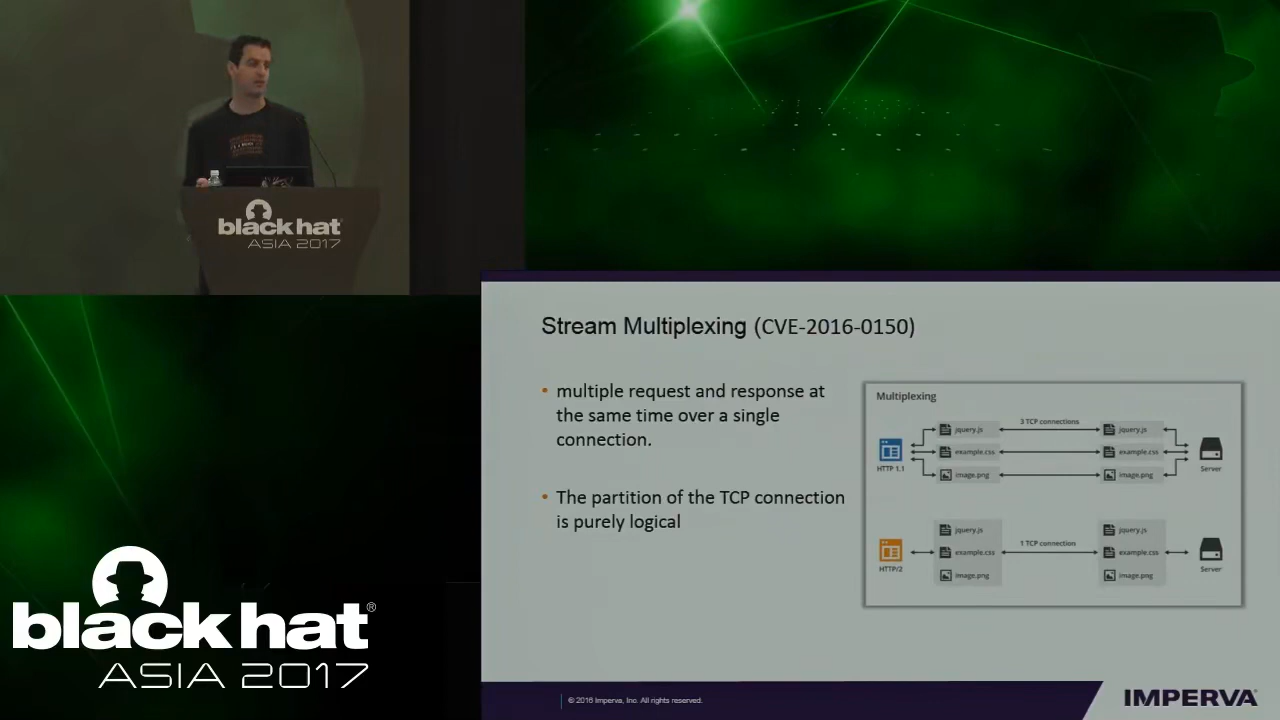 black hat
ASIA 2017
Stream Multiplexing (CVE-2016-0150)
• multiple request and response at
the same time over a single
connection.
• The partition of the TCP connection
is purely logical
Multiplexing
3 TCP connections
jquery.js
jquery.js
example.css
example.css
HTTP 1.1
Server
image.png
image.png
jquery.js
jquery.js
1 TCP connection
example.css
example.css
HTTP/2
Server
image.png
image.png
black hat®
ASIA 2017
© 2016 Imperva, Inc. All rights reserved.
IMPERVA